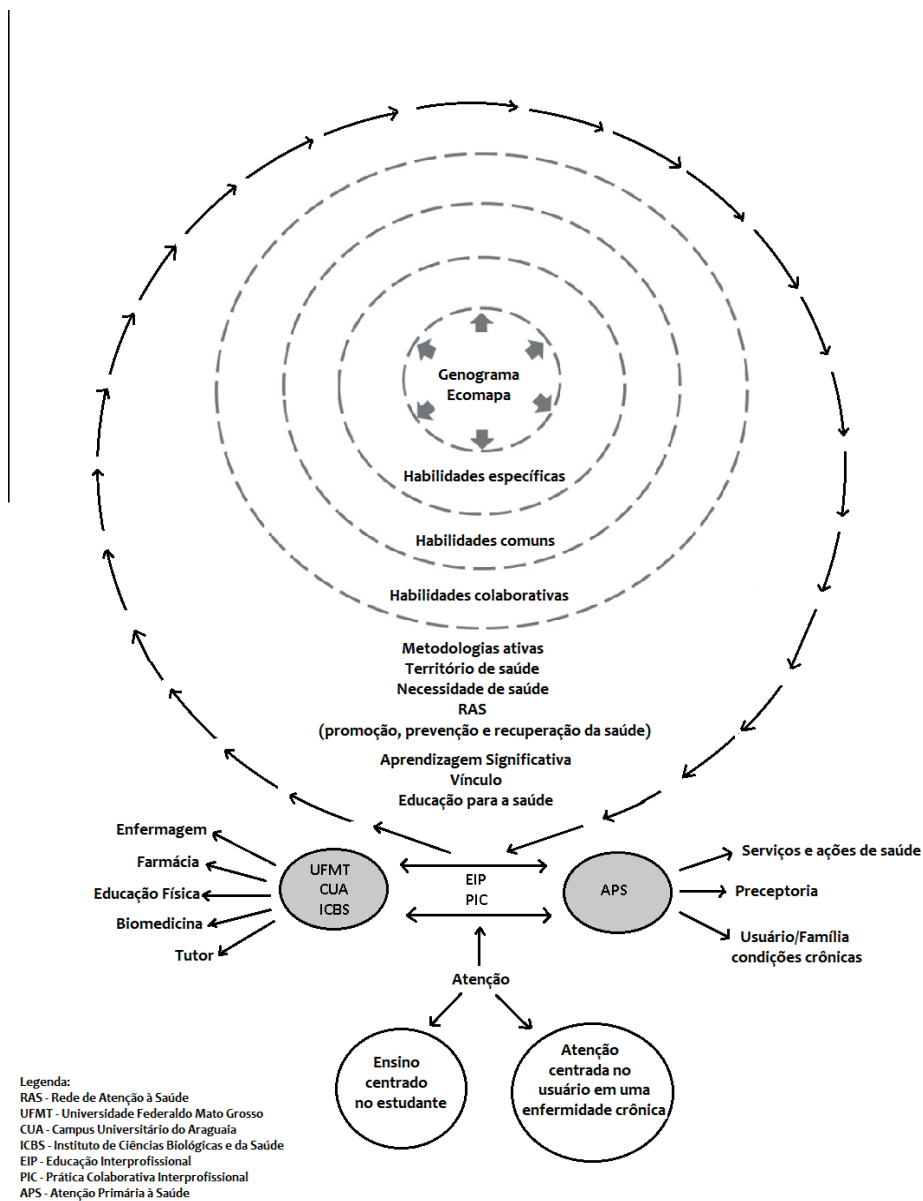 Genograma
Ecomapa
Habilidades específicas
Habilidades comuns
Habilidades colaborativas
Metodologias ativas
Território de saúde
Necessidade de saúde
RAS
(promoção, prevenção e recuperação da saúde)
Aprendizagem Significativa
Vínculo
Educação para a saúde
Enfermagem
Farmácia
Educação Física
Biomedicina
Tutor
UFMT
CUA
ICBS
EIP
PIC
APS
Serviços e ações de saúde
Preceptoria
Usuário/Família
condições crônicas
Atenção
Ensino
centrado
no estudante
Atenção
centrada no
usuário em uma
enfermidade crônica
Legenda:
RAS - Rede de Atenção à Saúde
UFMT - Universidade Federaldo Mato Grosso
CUA - Campus Universitário do Araguaia
ICBS - Instituto de Ciências Biológicas e da Saúde
EIP - Educação Interprofissional
PIC - Prática Colaborativa Interprofissional
APS - Atenção Primária à Saúde